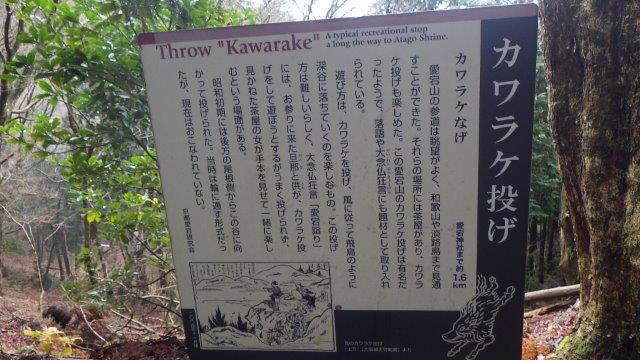 Throw "Kawarake" A typical recreational stop
a long the way to Atago Shrine.
カワラケ投げ
カワラケなげ
愛宕神社まで約1.6km
愛宕山の参道は眺望がよく、和歌山や淡路島まで見通
すことができた。それらの場所には茶屋があり、カワラ
ケ投げも楽しめた。この愛宕山のカワラケ投げは有名だ
ったようで、落語や大念仏狂言にも題材として取り入れ
られている。
遊び方は、カワラケを投げ、風に従って飛鳥のように
深谷に落ちていくのを楽しむもの。この投げ
方は難しいらしく、大念仏狂言「愛宕詣り」
には、お参りに来た旦那と供が、カワラケ投
げをして遊ぼうとするがうまく投げられず、
見かねた茶屋の女が手本を見せて一緒に楽し
むという場面がある。
昭和初期には後方の尾根側からこの谷に向
かって投げられた。当時は輪に通す形式だっ
たが、現在はおこなわれていない。
京都愛宕研究会